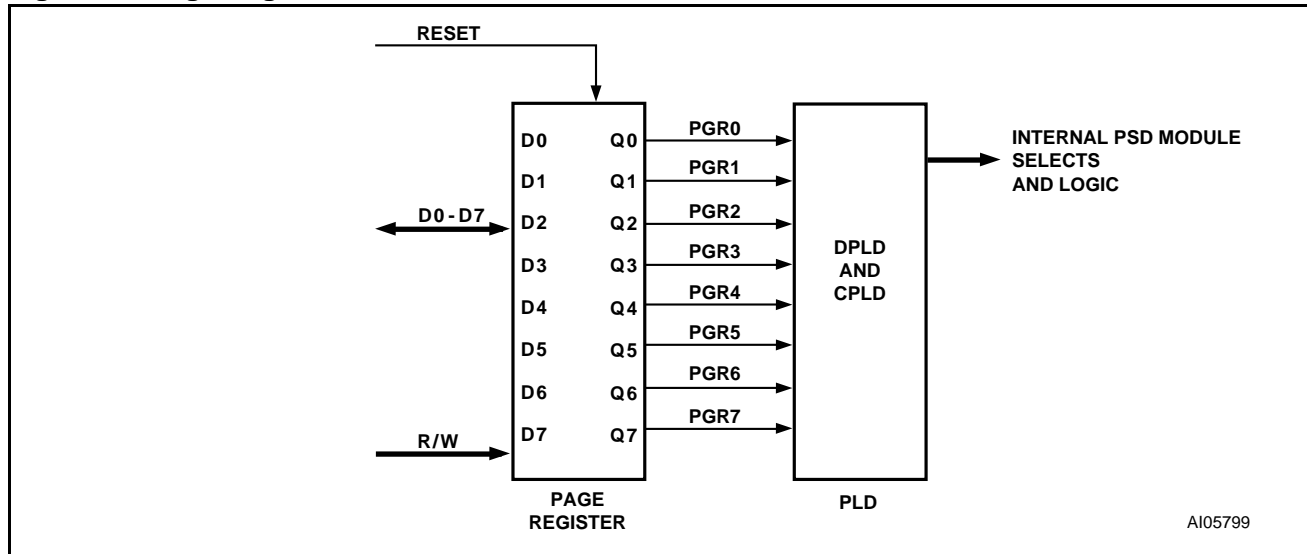 RESET
D0 Q0 PGR0
D1 Q1 PGR1
D0-D7 D2 Q2 PGR2
D3 Q3 PGR3
D4 Q4 PGR4
D5 Q5 PGR5
D6 Q6 PGR6
R/W D7 Q7 PGR7
PAGE
REGISTER
DPLD
AND
CPLD
PLD
INTERNAL PSD MODULE
SELECTS
AND LOGIC
AI05799